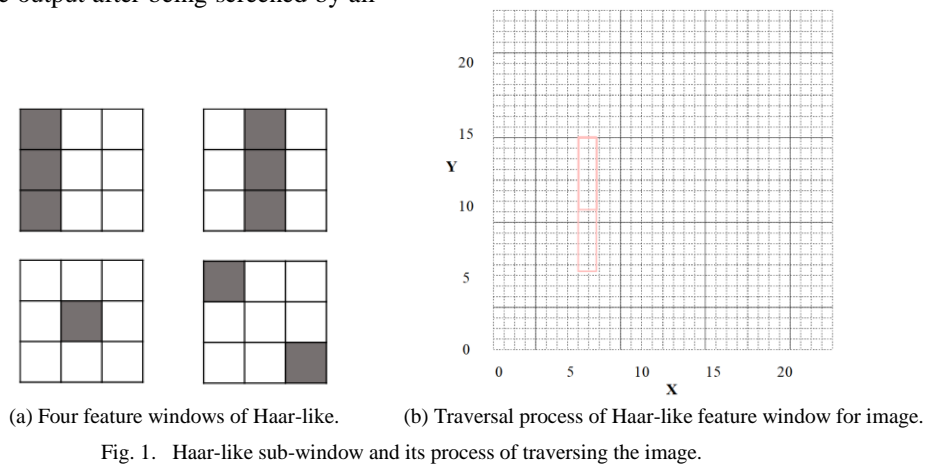 e output after being screened by all
20
15
Y
10
5
0
0 5 10 15 20
X
(a) Four feature windows of Haar-like. (b) Traversal process of Haar-like feature window for image.
Fig. 1. Haar-like sub-window and its process of traversing the image.